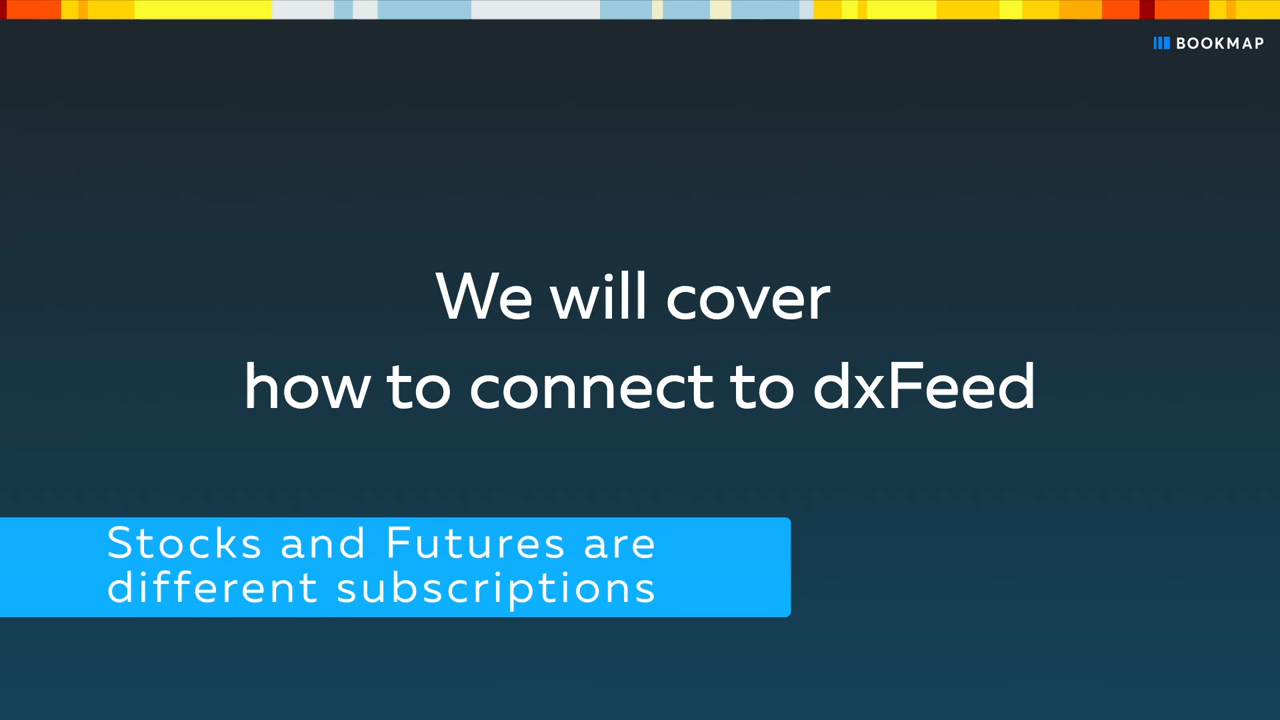 BOOKMAP
We will cover
how to connect to dxFeed
Stocks and Futures are
different subscriptions